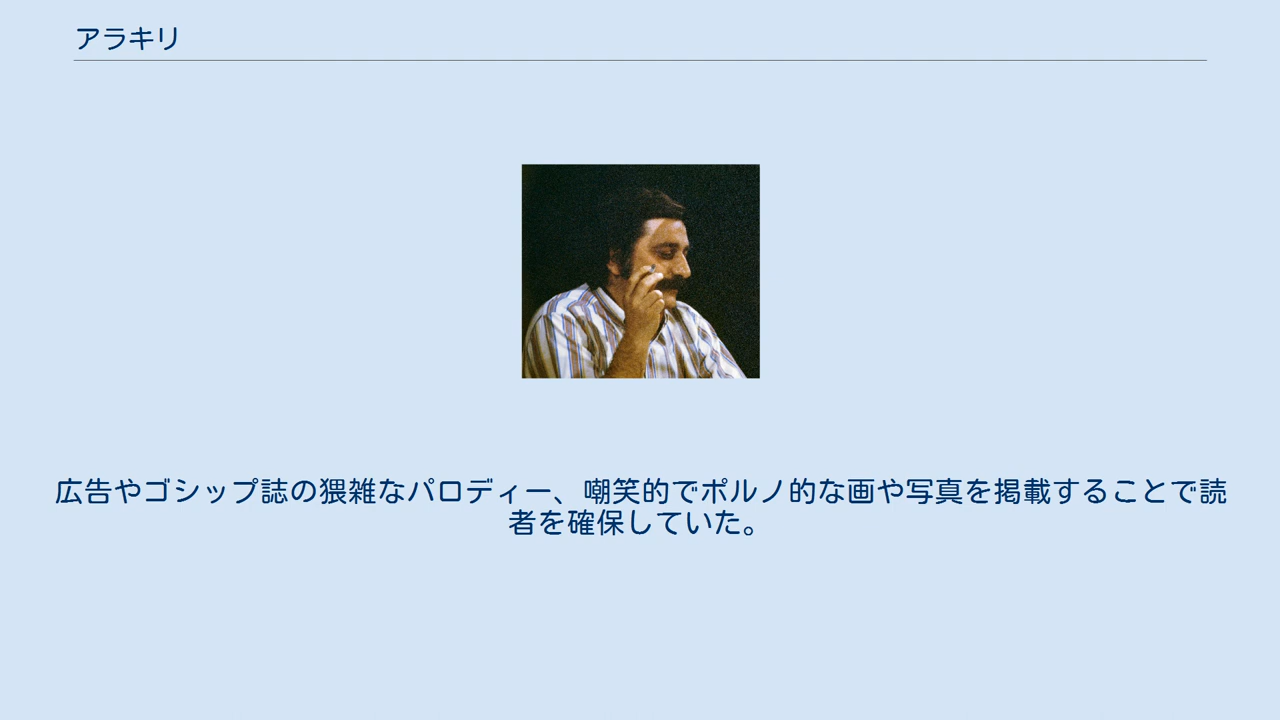 アラキリ
広告やゴシップ誌の猥雑なパロディー、嘲笑的でポルノ的な画や写真を掲載することで読
者を確保していた。